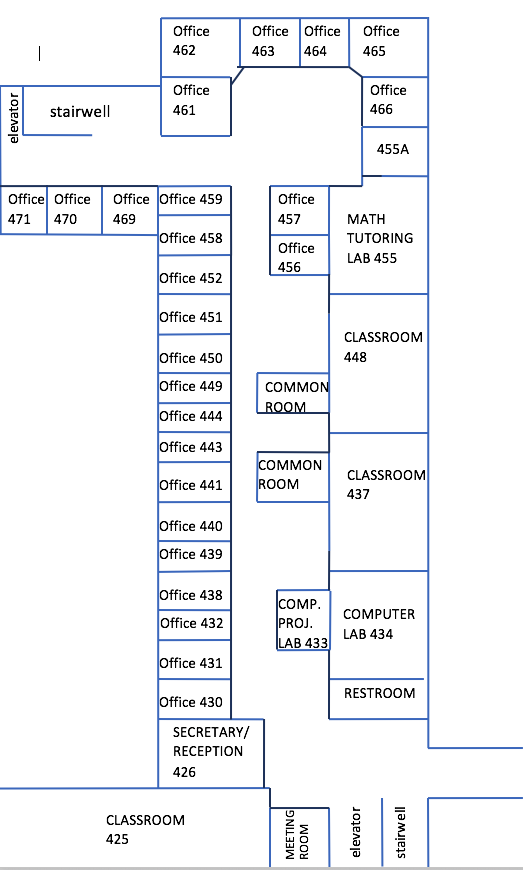 Office
462
Office
463
Office
464
Office
465
elevator
stairwell
Office
461
Office
466
455A
Office
471
Office
470
Office
469
Office 459
Office
457
MATH
TUTORING
LAB 455
Office 458
Office
456
Office 452
Office 451
CLASSROOM
448
Office 450
Office 449
COMMON
ROOM
Office 444
Office 443
COMMON
ROOM
CLASSROOM
437
Office 441
Office 440
Office 439
Office 438
COMP.
PROJ.
LAB 433
COMPUTER
LAB 434
Office 432
Office 431
RESTROOM
Office 430
SECRETARY/
RECEPTION
426
CLASSROOM
425
MEETING
ROOM
elevator
stairwell